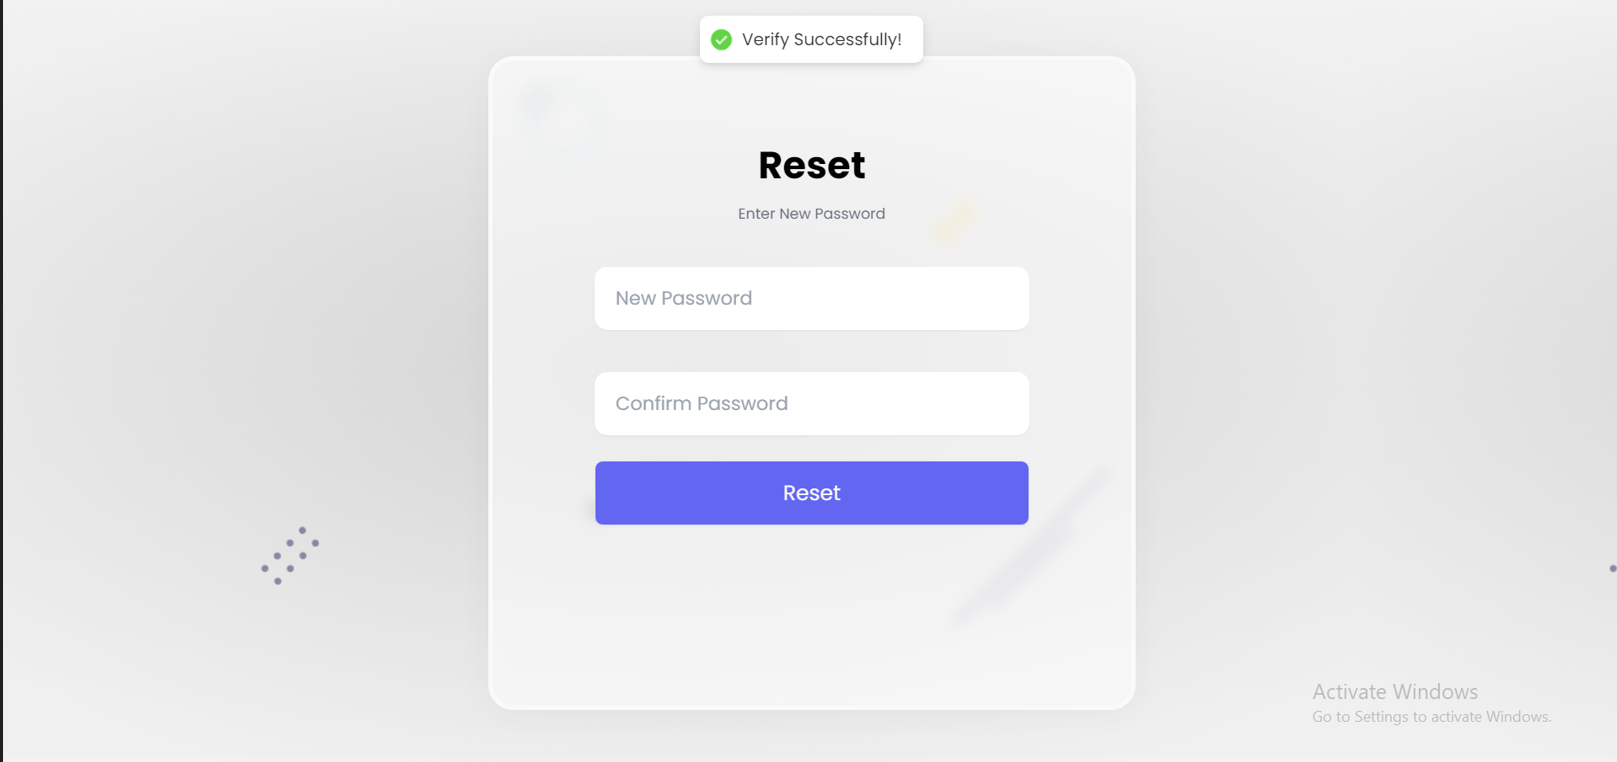 Verify Successfully!
Reset
Enter New Password
New Password
Confirm Password
Reset
Activate Windows
Go to Settings to activate Windows.